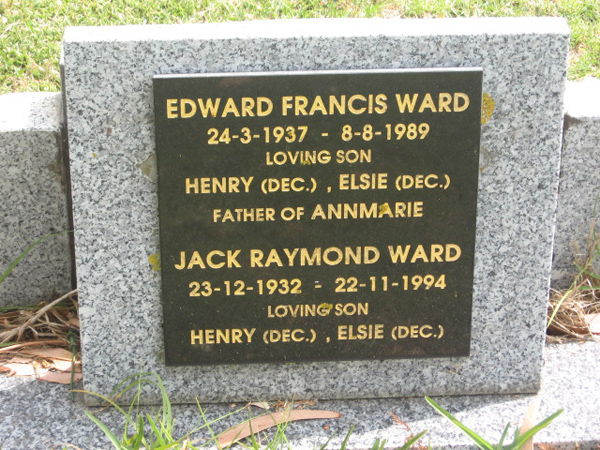 EDWARD FRANCIS WARD
24-3-1937 - 8-8-1989
LOVING SON
HENRY (DEC.) , ELSIE (DEC.)
FATHER OF ANNMARIE
JACK RAYMOND WARD
23-12-1932 - 22-11-1994
LOVING SON
HENRY (DEC.) , ELSIE (DEC.)